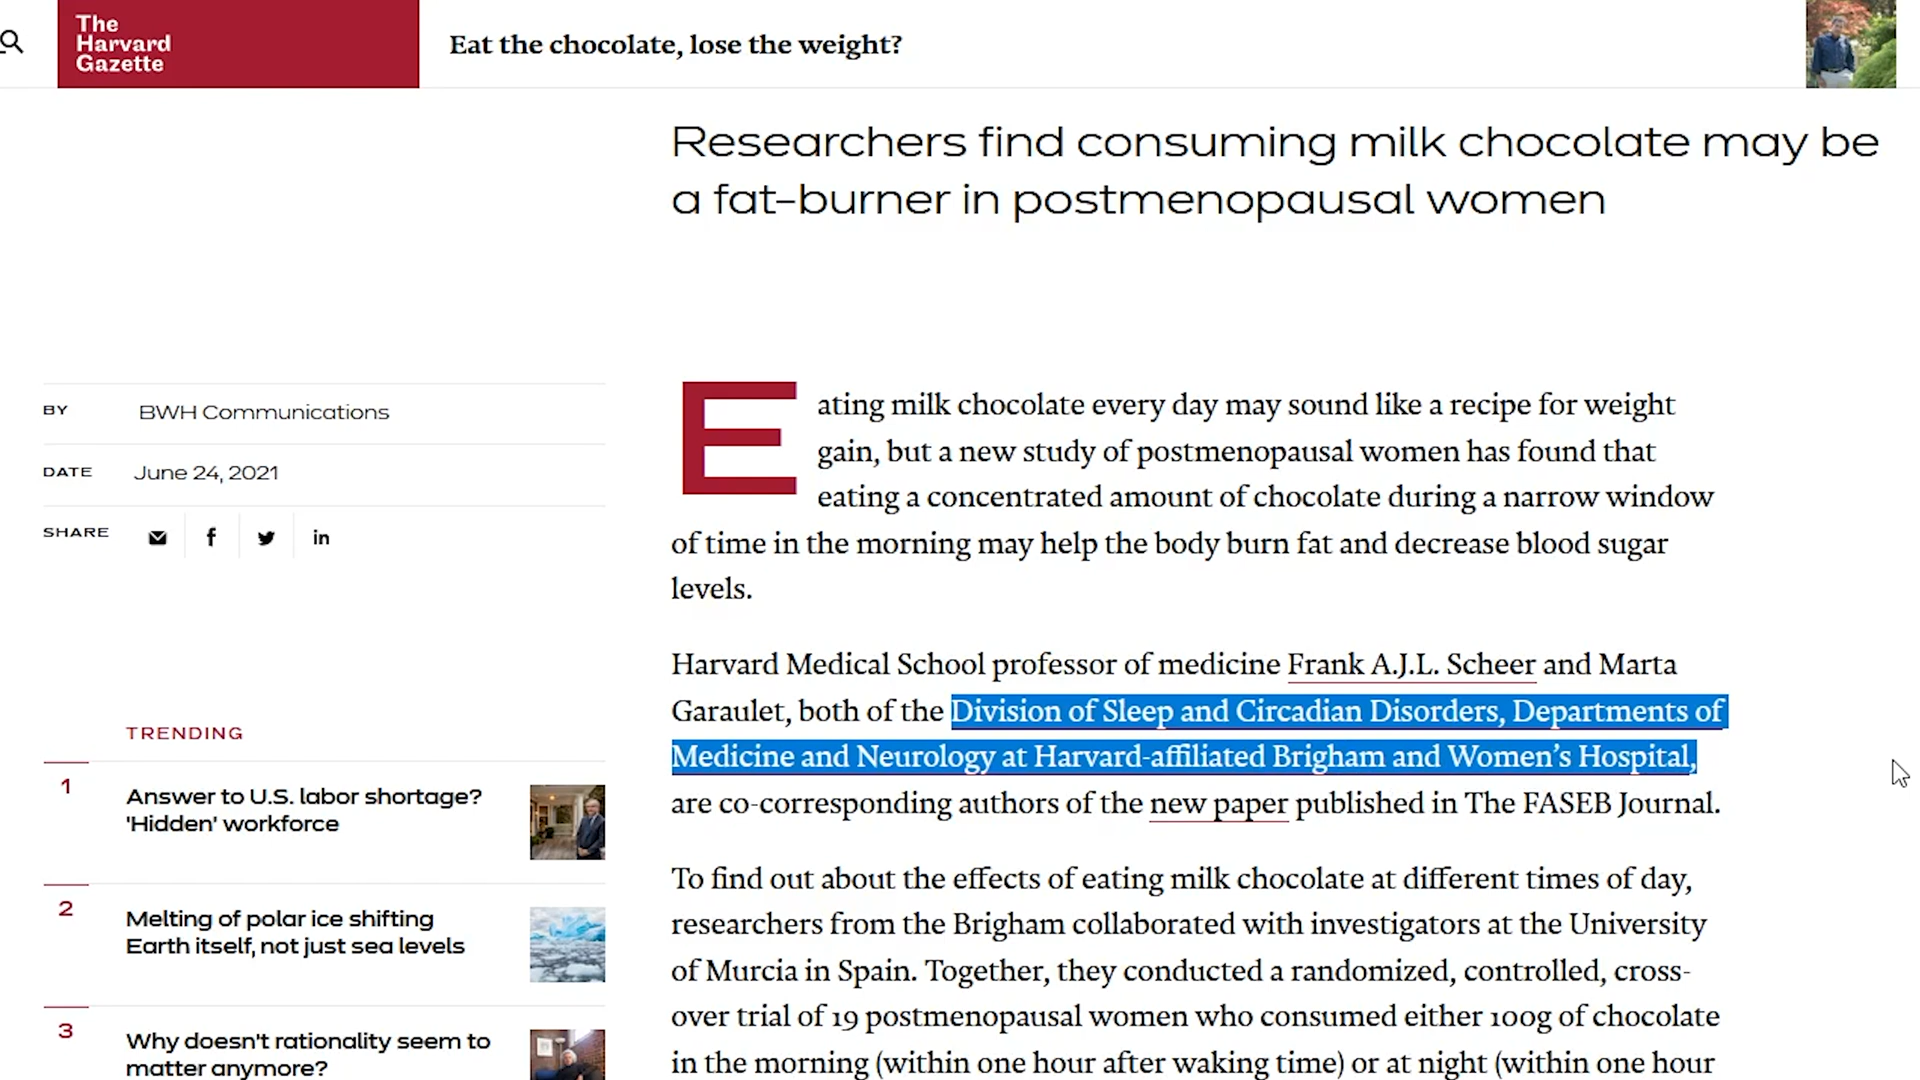 The
Harvard
Gazette
Eat the chocolate, lose the weight?
Researchers find consuming milk chocolate may be
a fat-burner in postmenopausal women
BY BWH Communications
DATE June 24, 2021
SHARE
TRENDING
1 Answer to U.S. labor shortage?
'Hidden' workforce
2 Melting of polar ice shifting
Earth itself, not just sea levels
3 Why doesn't rationality seem to
matter anymore?
Eating milk chocolate every day may sound like a recipe for weight
gain, but a new study of postmenopausal women has found that
eating a concentrated amount of chocolate during a narrow window
of time in the morning may help the body burn fat and decrease blood sugar
levels.
Harvard Medical School professor of medicine Frank A.J.L. Scheer and Marta
Garaulet, both of the Division of Sleep and Circadian Disorders, Departments of
Medicine and Neurology at Harvard-affiliated Brigham and Women’s Hospital,
are co-corresponding authors of the new paper published in The FASEB Journal.
To find out about the effects of eating milk chocolate at different times of day,
researchers from the Brigham collaborated with investigators at the University
of Murcia in Spain. Together, they conducted a randomized, controlled, cross-
over trial of 19 postmenopausal women who consumed either 100g of chocolate
in the morning (within one hour after waking time) or at night (within one hour